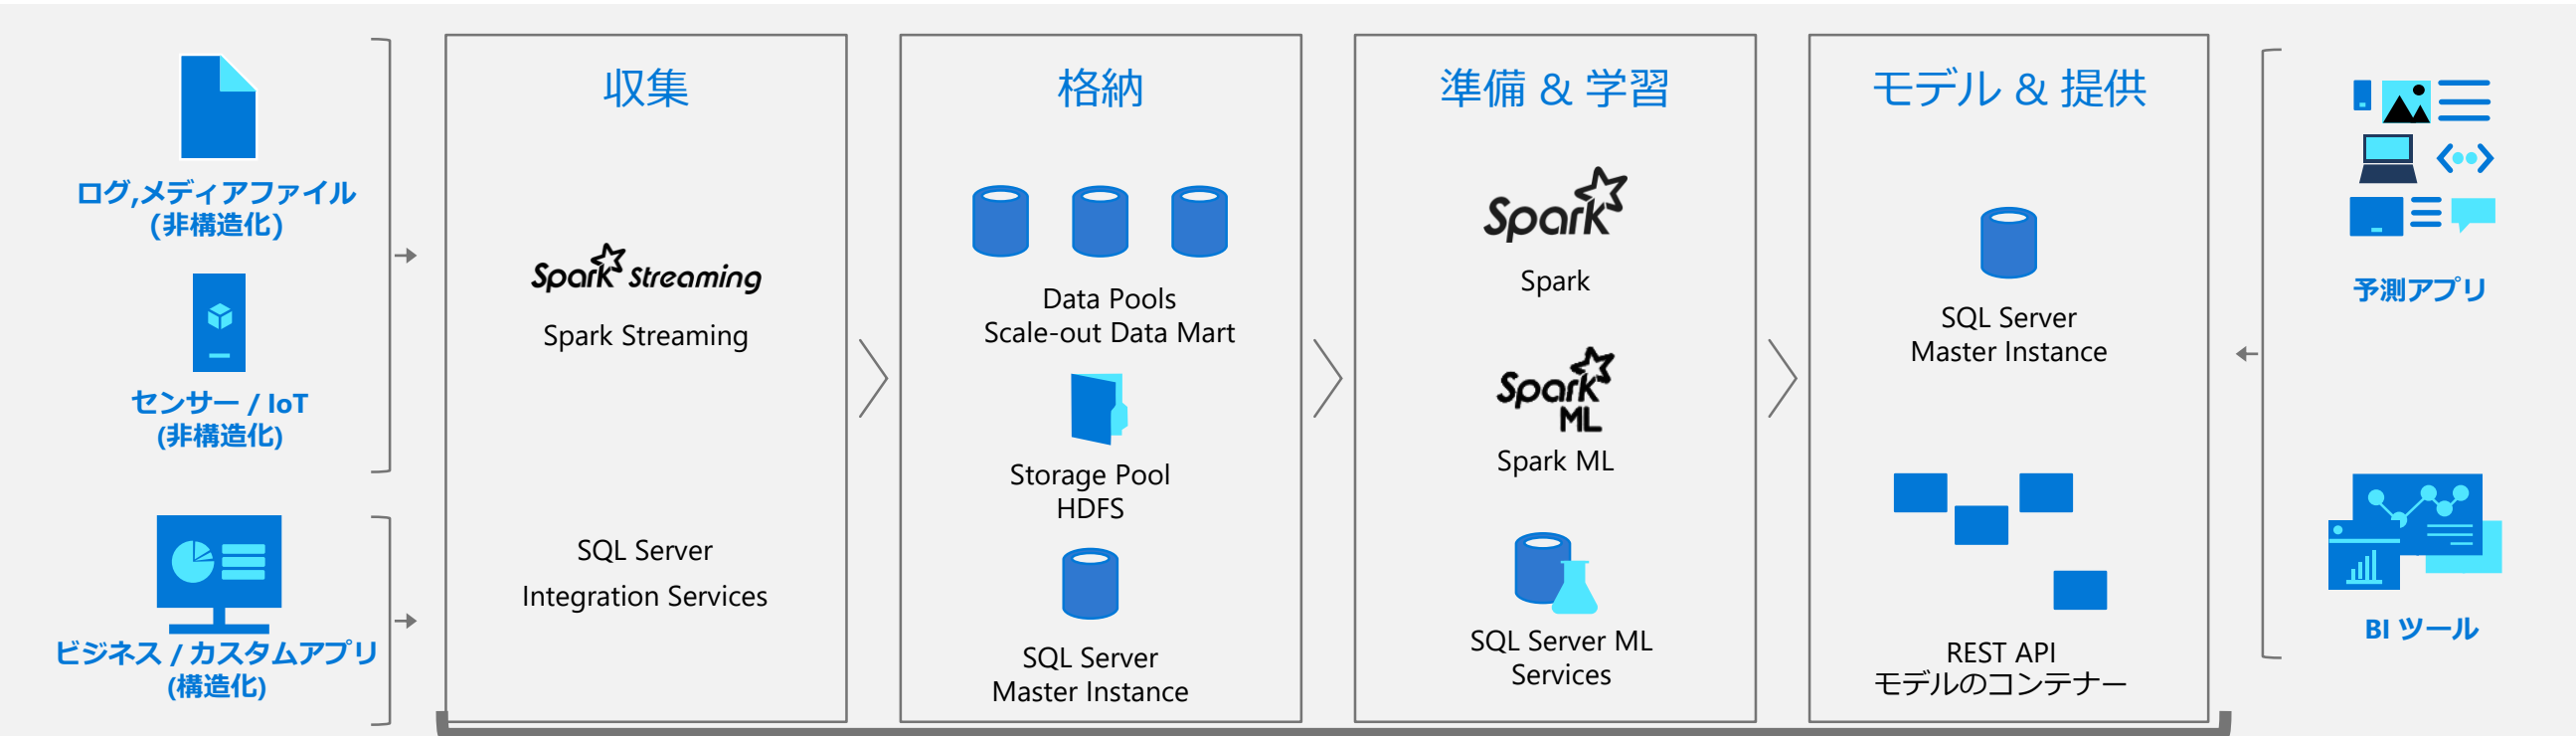 ログ,メディアファイル
(非構造化)
センサー / IoT
(非構造化)
ビジネス / カスタムアプリ
(構造化)
収集
Spark Streaming
Spark Streaming
SQL Server
Integration Services
格納
Data Pools
Scale-out Data Mart
Storage Pool
HDFS
SQL Server
Master Instance
準備 & 学習
Spark
Spark
Spark
ML
Spark ML
SQL Server ML
Services
モデル & 提供
SQL Server
Master Instance
REST API
モデルのコンテナー
予測アプリ
BI ツール